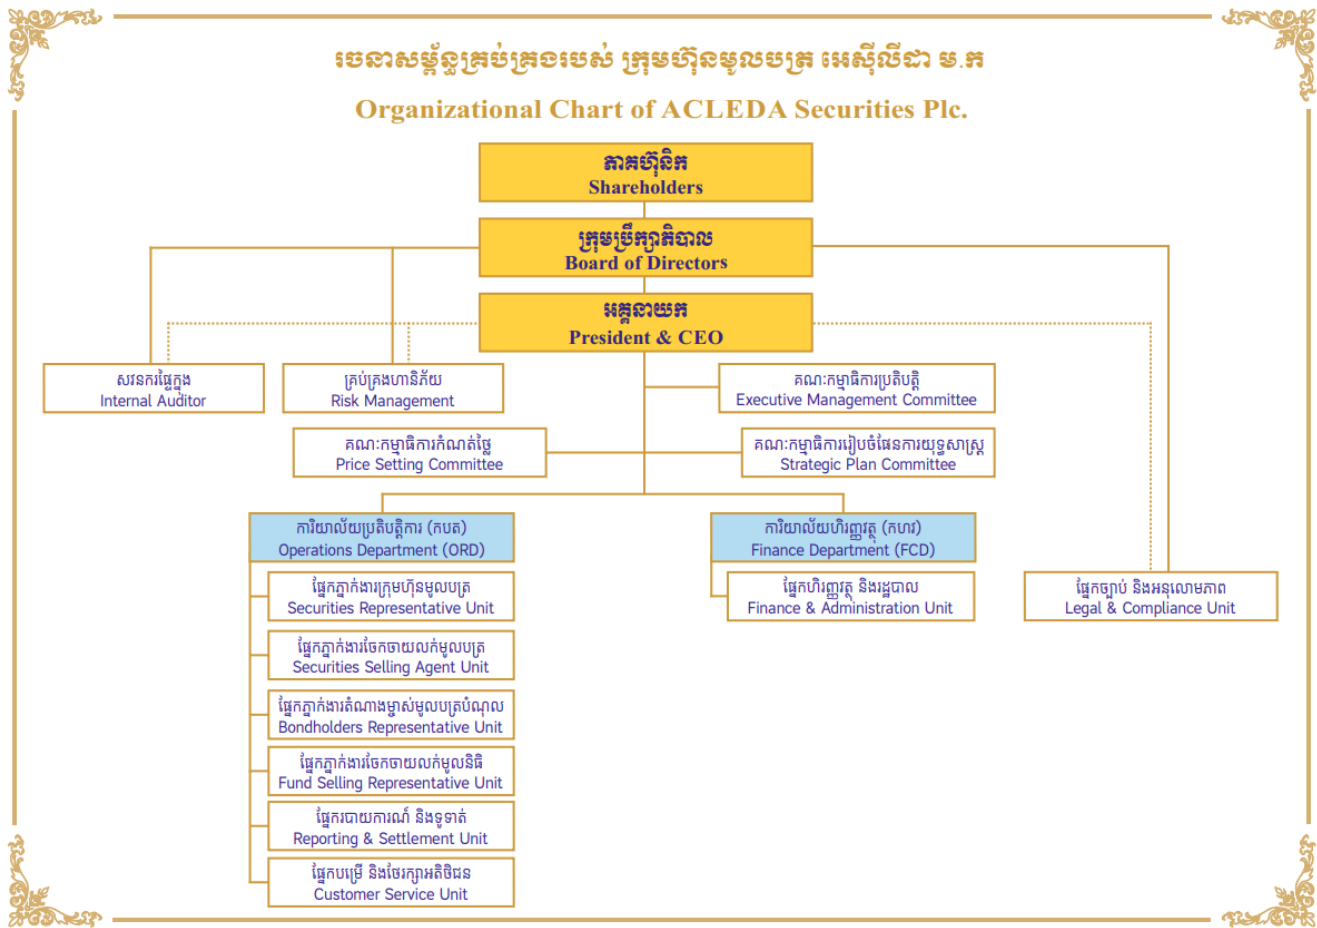 រចនាសម្ព័ន្ធគ្រប់គ្រងរបស់ ក្រុមហ៊ុនមូលបត្រ អេស៊ីលីដា ម.ក
Organizational Chart of ACLEDA Securities Plc.
ភាគហ៊ុនិក
Shareholders
ក្រុមប្រឹក្សាភិបាល
Board of Directors
អគ្គនាយក
President & CEO
សវនករផ្ទៃក្នុង
Internal Auditor
គ្រប់គ្រងហានិភ័យ
Risk Management
គណៈកម្មាធិការប្រតិបត្តិ
Executive Management Committee
គណៈកម្មាធិការកំណត់ថ្លៃ
Price Setting Committee
គណៈកម្មាធិការរៀបចំផែនការយុទ្ធសាស្ត្រ
Strategic Plan Committee
ការិយាល័យប្រតិបត្តិការ (កបត)
Operations Department (ORD)
ការិយាល័យហិរញ្ញវត្ថុ (កហវ)
Finance Department (FCD)
ផ្នែកភ្នាក់ងារក្រុមហ៊ុនមូលបត្រ
Securities Representative Unit
ផ្នែកហិរញ្ញវត្ថុ និងរដ្ឋបាល
Finance & Administration Unit
ផ្នែកច្បាប់ និងអនុលោមភាព
Legal & Compliance Unit
ផ្នែកភ្នាក់ងារចែកចាយលក់មូលបត្រ
Securities Selling Agent Unit
ផ្នែកភ្នាក់ងារតំណាងម្ចាស់មូលបត្របំណុល
Bondholders Representative Unit
ផ្នែកភ្នាក់ងារចែកចាយលក់មូលនិធិ
Fund Selling Representative Unit
ផ្នែករបាយការណ៍ និងទូទាត់
Reporting & Settlement Unit
ផ្នែកបម្រើ និងថែរក្សាអតិថិជន
Customer Service Unit